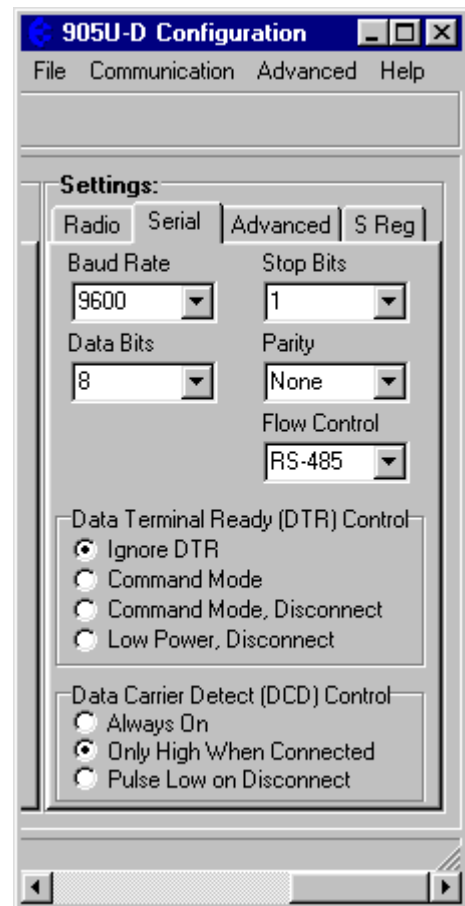 905U-D Configuration
File Communication Advanced Help
Settings:
Radio Serial Advanced S Reg
Baud Rate Stop Bits
9600 1
Data Bits Parity
8 None
Flow Control
RS-485
Data Terminal Ready (DTR) Control
Ignore DTR
Command Mode
Command Mode, Disconnect
Low Power, Disconnect
Data Carrier Detect (DCD) Control
Always On
Only High When Connected
Pulse Low on Disconnect